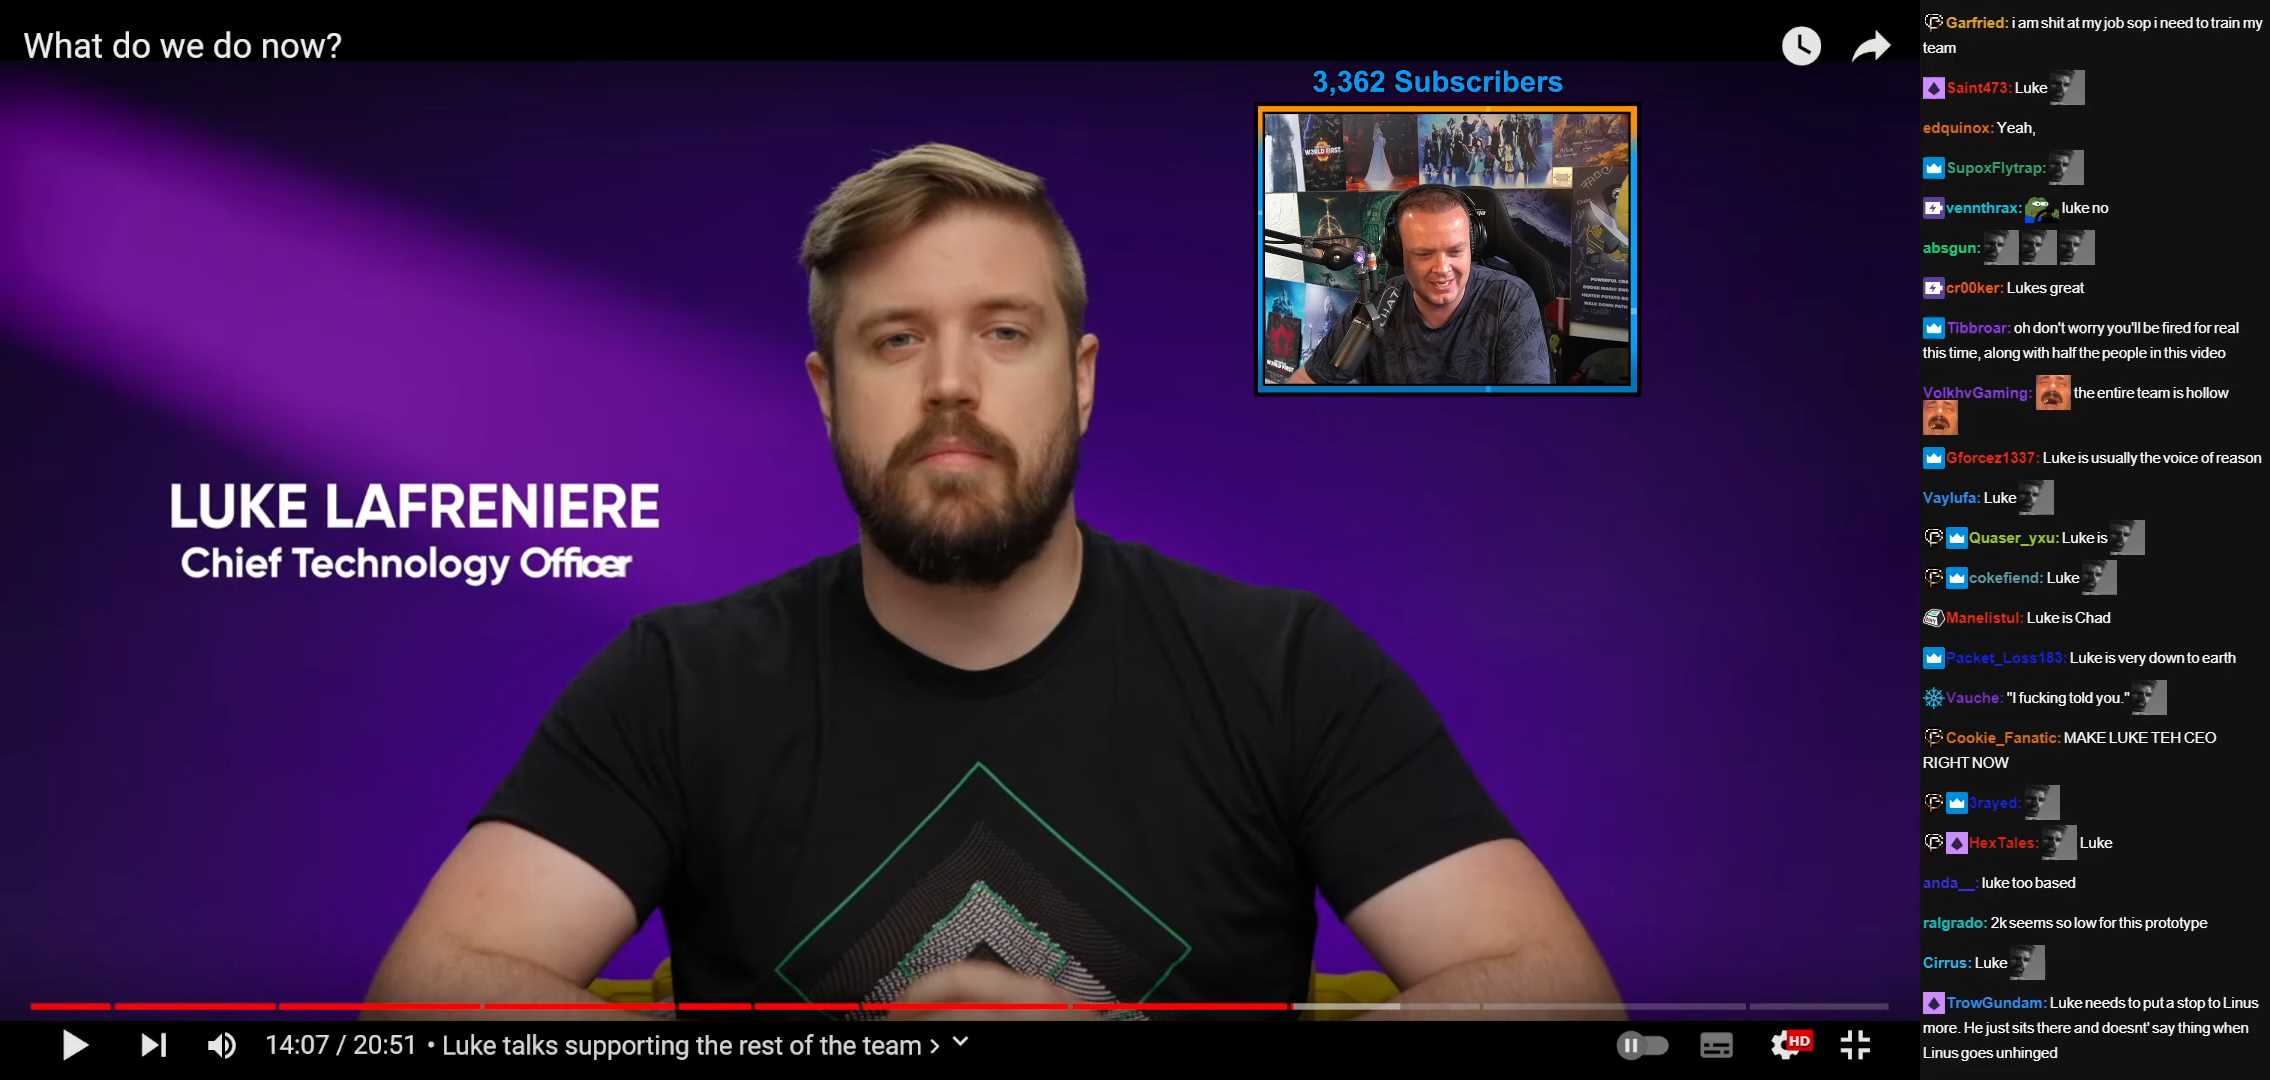 What do we do now?
3,362 Subscribers
WORLD FIRST
CHAT
LUKE LAFRENIERE
Chief Technology Officer
14:07 / 20:51 • Luke talks supporting the rest of the team ›
HD
Garfried: i am shit at my job sop i need to train my
team
Saint473: Luke
edquinox: Yeah,
SupoxFlytrap:
vennthrax: luke no
absgun:
cr00ker: Lukes great
Tibbroar: oh don't worry you'll be fired for real
this time, along with half the people in this video
VolkhvGaming: the entire team is hollow
Gforcez1337: Luke is usually the voice of reason
Vaylufa: Luke
Quaser_yxu: Luke is
cokefiend: Luke
Manelistul: Luke is Chad
Packet_Loss183: Luke is very down to earth
Vauche: "I fucking told you."
Cookie_Fanatic: MAKE LUKE TEH CEO
RIGHT NOW
3rayed:
HexTales: Luke
anda__: luke too based
ralgrado: 2k seems so low for this prototype
Cirrus: Luke
TrowGundam: Luke needs to put a stop to Linus
more. He just sits there and doesnt' say thing when
Linus goes unhinged